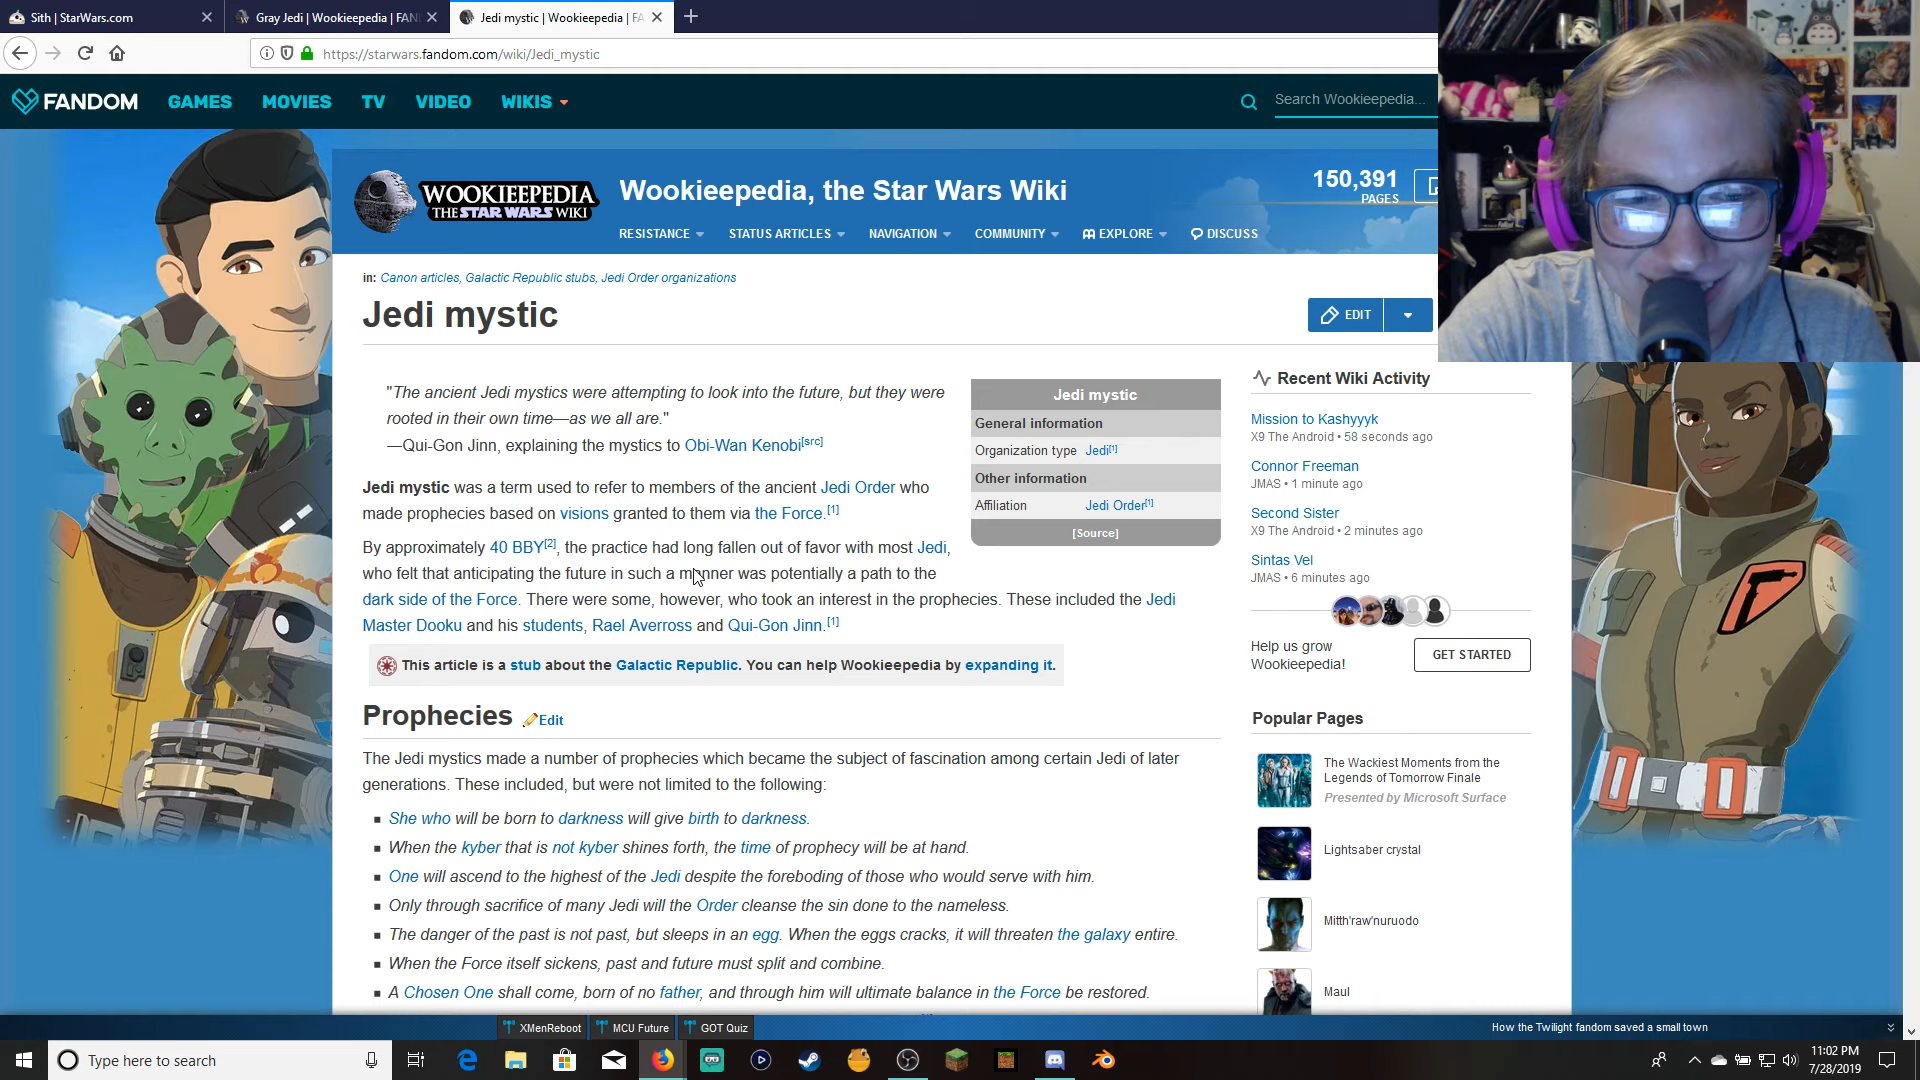 Sith | StarWars.com
Gray Jedi | Wookieepedia | FAN
Jedi mystic | Wookieepedia | FA
https://starwars.fandom.com/wiki/Jedi_mystic
FANDOM GAMES MOVIES TV VIDEO WIKIS
Search Wookieepedia...
WOOKIEEPEDIA
THE STAR WARS WIKI
Wookieepedia, the Star Wars Wiki
150,391
PAGES
RESISTANCE STATUS ARTICLES NAVIGATION COMMUNITY EXPLORE DISCUSS
in: Canon articles, Galactic Republic stubs, Jedi Order organizations
Jedi mystic
EDIT
"The ancient Jedi mystics were attempting to look into the future, but they were
rooted in their own time—as we all are."
—Qui-Gon Jinn, explaining the mystics to Obi-Wan Kenobi[src]
Jedi mystic was a term used to refer to members of the ancient Jedi Order who
made prophecies based on visions granted to them via the Force.[1]
By approximately 40 BBY[2], the practice had long fallen out of favor with most Jedi,
who felt that anticipating the future in such a manner was potentially a path to the
dark side of the Force. There were some, however, who took an interest in the prophecies. These included the Jedi
Master Dooku and his students, Rael Averross and Qui-Gon Jinn.[1]
Jedi mystic
General information
Organization type Jedi[1]
Other information
Affiliation Jedi Order[1]
[Source]
This article is a stub about the Galactic Republic. You can help Wookieepedia by expanding it.
Prophecies Edit
The Jedi mystics made a number of prophecies which became the subject of fascination among certain Jedi of later
generations. These included, but were not limited to the following:
She who will be born to darkness will give birth to darkness.
When the kyber that is not kyber shines forth, the time of prophecy will be at hand.
One will ascend to the highest of the Jedi despite the foreboding of those who would serve with him.
Only through sacrifice of many Jedi will the Order cleanse the sin done to the nameless.
The danger of the past is not past, but sleeps in an egg. When the eggs cracks, it will threaten the galaxy entire.
When the Force itself sickens, past and future must split and combine.
A Chosen One shall come, born of no father, and through him will ultimate balance in the Force be restored.
Recent Wiki Activity
Mission to Kashyyyk
X9 The Android • 58 seconds ago
Connor Freeman
JMAS • 1 minute ago
Second Sister
X9 The Android • 2 minutes ago
Sintas Vel
JMAS • 6 minutes ago
Help us grow
Wookieepedia!
GET STARTED
Popular Pages
The Wackiest Moments from the
Legends of Tomorrow Finale
Presented by Microsoft Surface
Lightsaber crystal
Mitth'raw'nuruodo
Maul
XMenReboot MCU Future GOT Quiz
How the Twilight fandom saved a small town
Type here to search
11:02 PM
7/28/2019